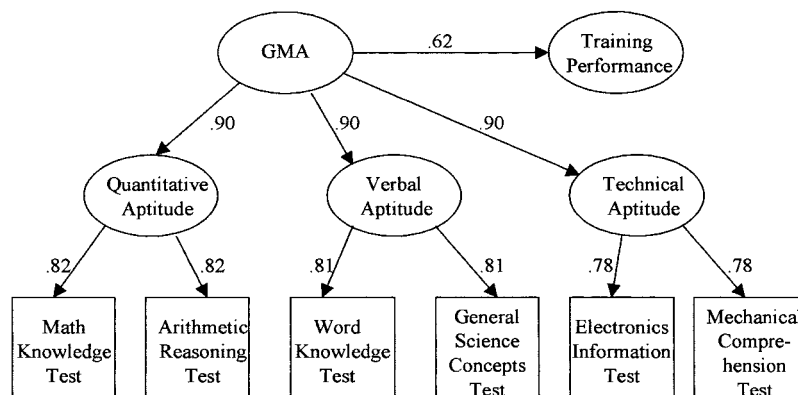 GMA
.62
Training
Performance
.90
.90
.90
Quantitative
Aptitude
Verbal
Aptitude
Technical
Aptitude
.82
.82
.81
.81
.78
.78
Math
Knowledge
Test
Arithmetic
Reasoning
Test
Word
Knowledge
Test
General
Science
Concepts
Test
Electronics
Information
Test
Mechanical
Compre-
hension
Test